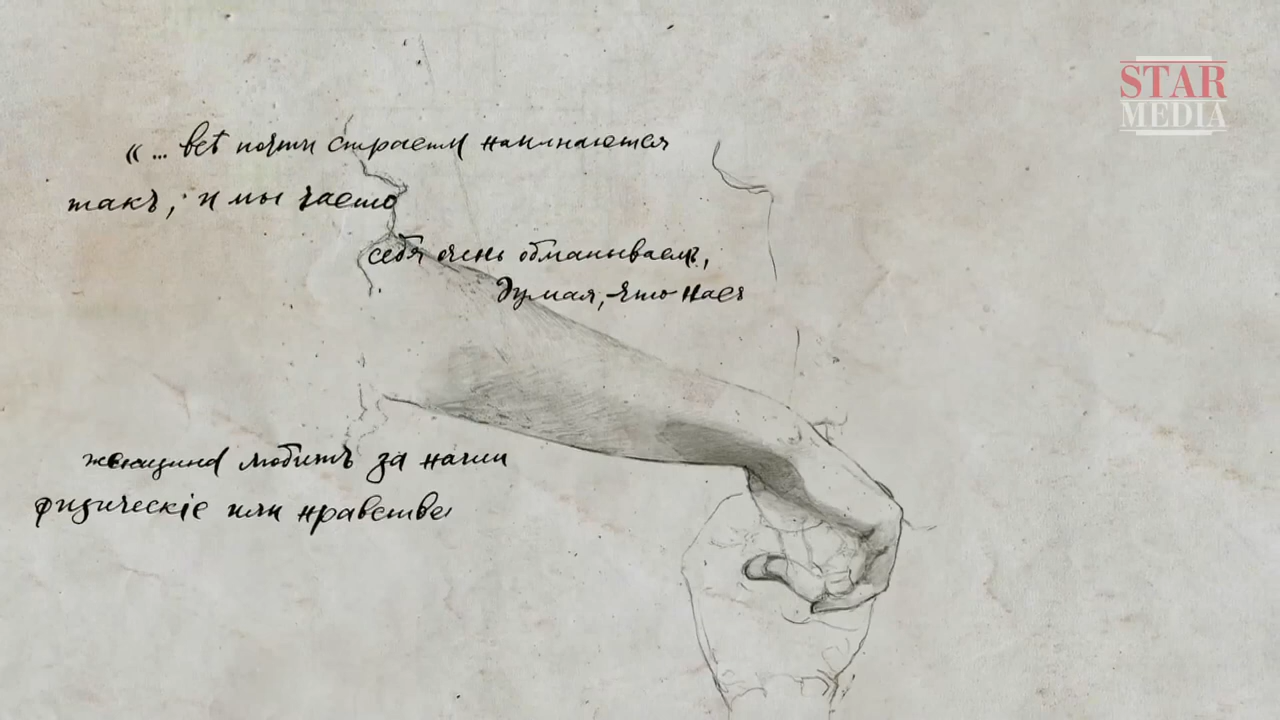 «... всѣ почти страсти начинаются
такъ, и мы часто
себя очень обманываемъ,
думая, что насъ
женщина любитъ за наши
физическіе или нравстве
STAR
MEDIA